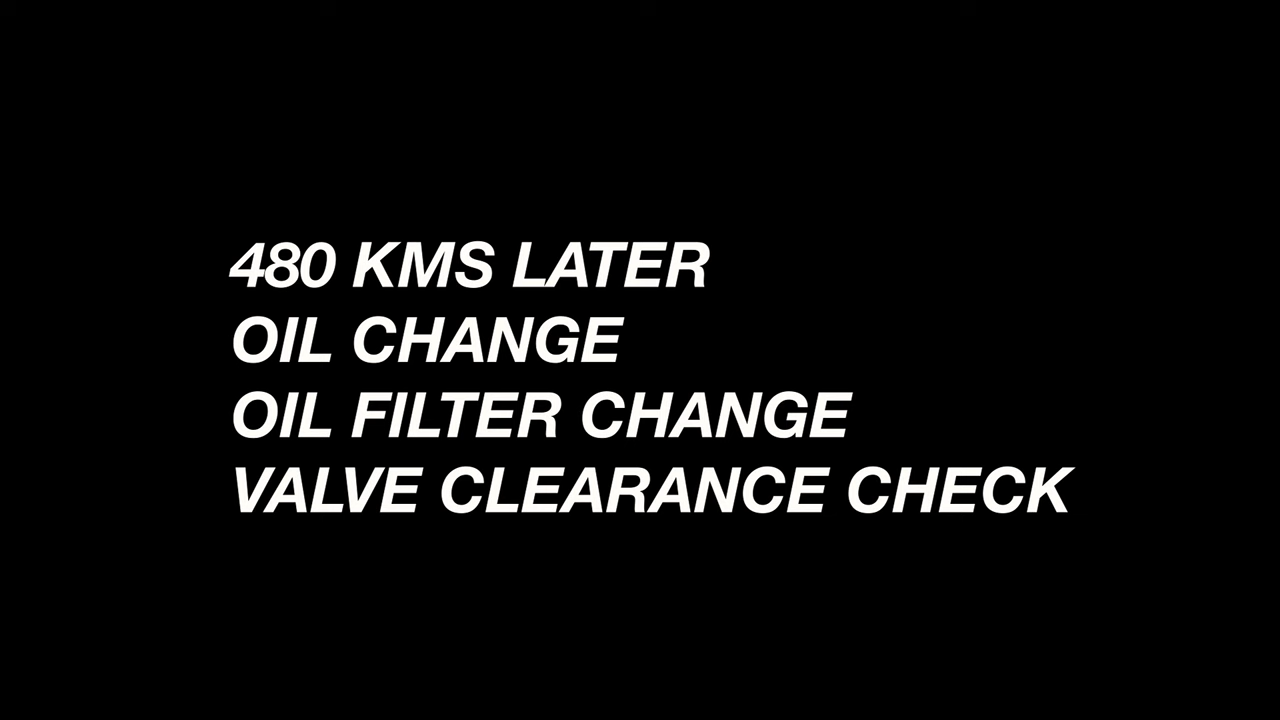 480 KMS LATER
OIL CHANGE
OIL FILTER CHANGE
VALVE CLEARANCE CHECK